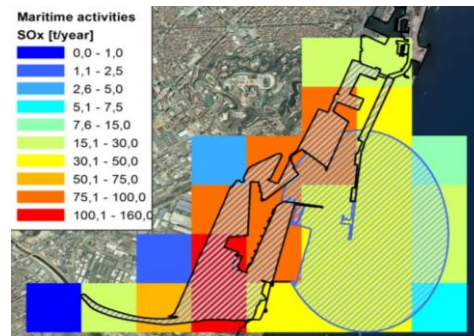 Maritime activities
SOx [t/year]
0,0 - 1,0
1,1 - 2,5
2,6 - 5,0
5,1 - 7,5
7,6 - 15,0
15,1 - 30,0
30,1 - 50,0
50,1 - 75,0
75,1 - 100,0
100,1 - 160,0